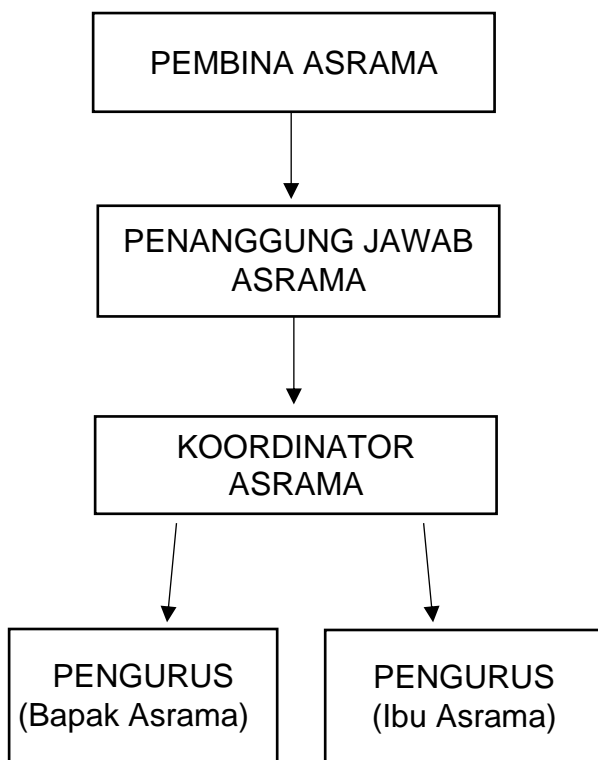 PEMBINA ASRAMA
PENANGGUNG JAWAB
ASRAMA
KOORDINATOR
ASRAMA
PENGURUS
(Bapak Asrama)
PENGURUS
(Ibu Asrama)